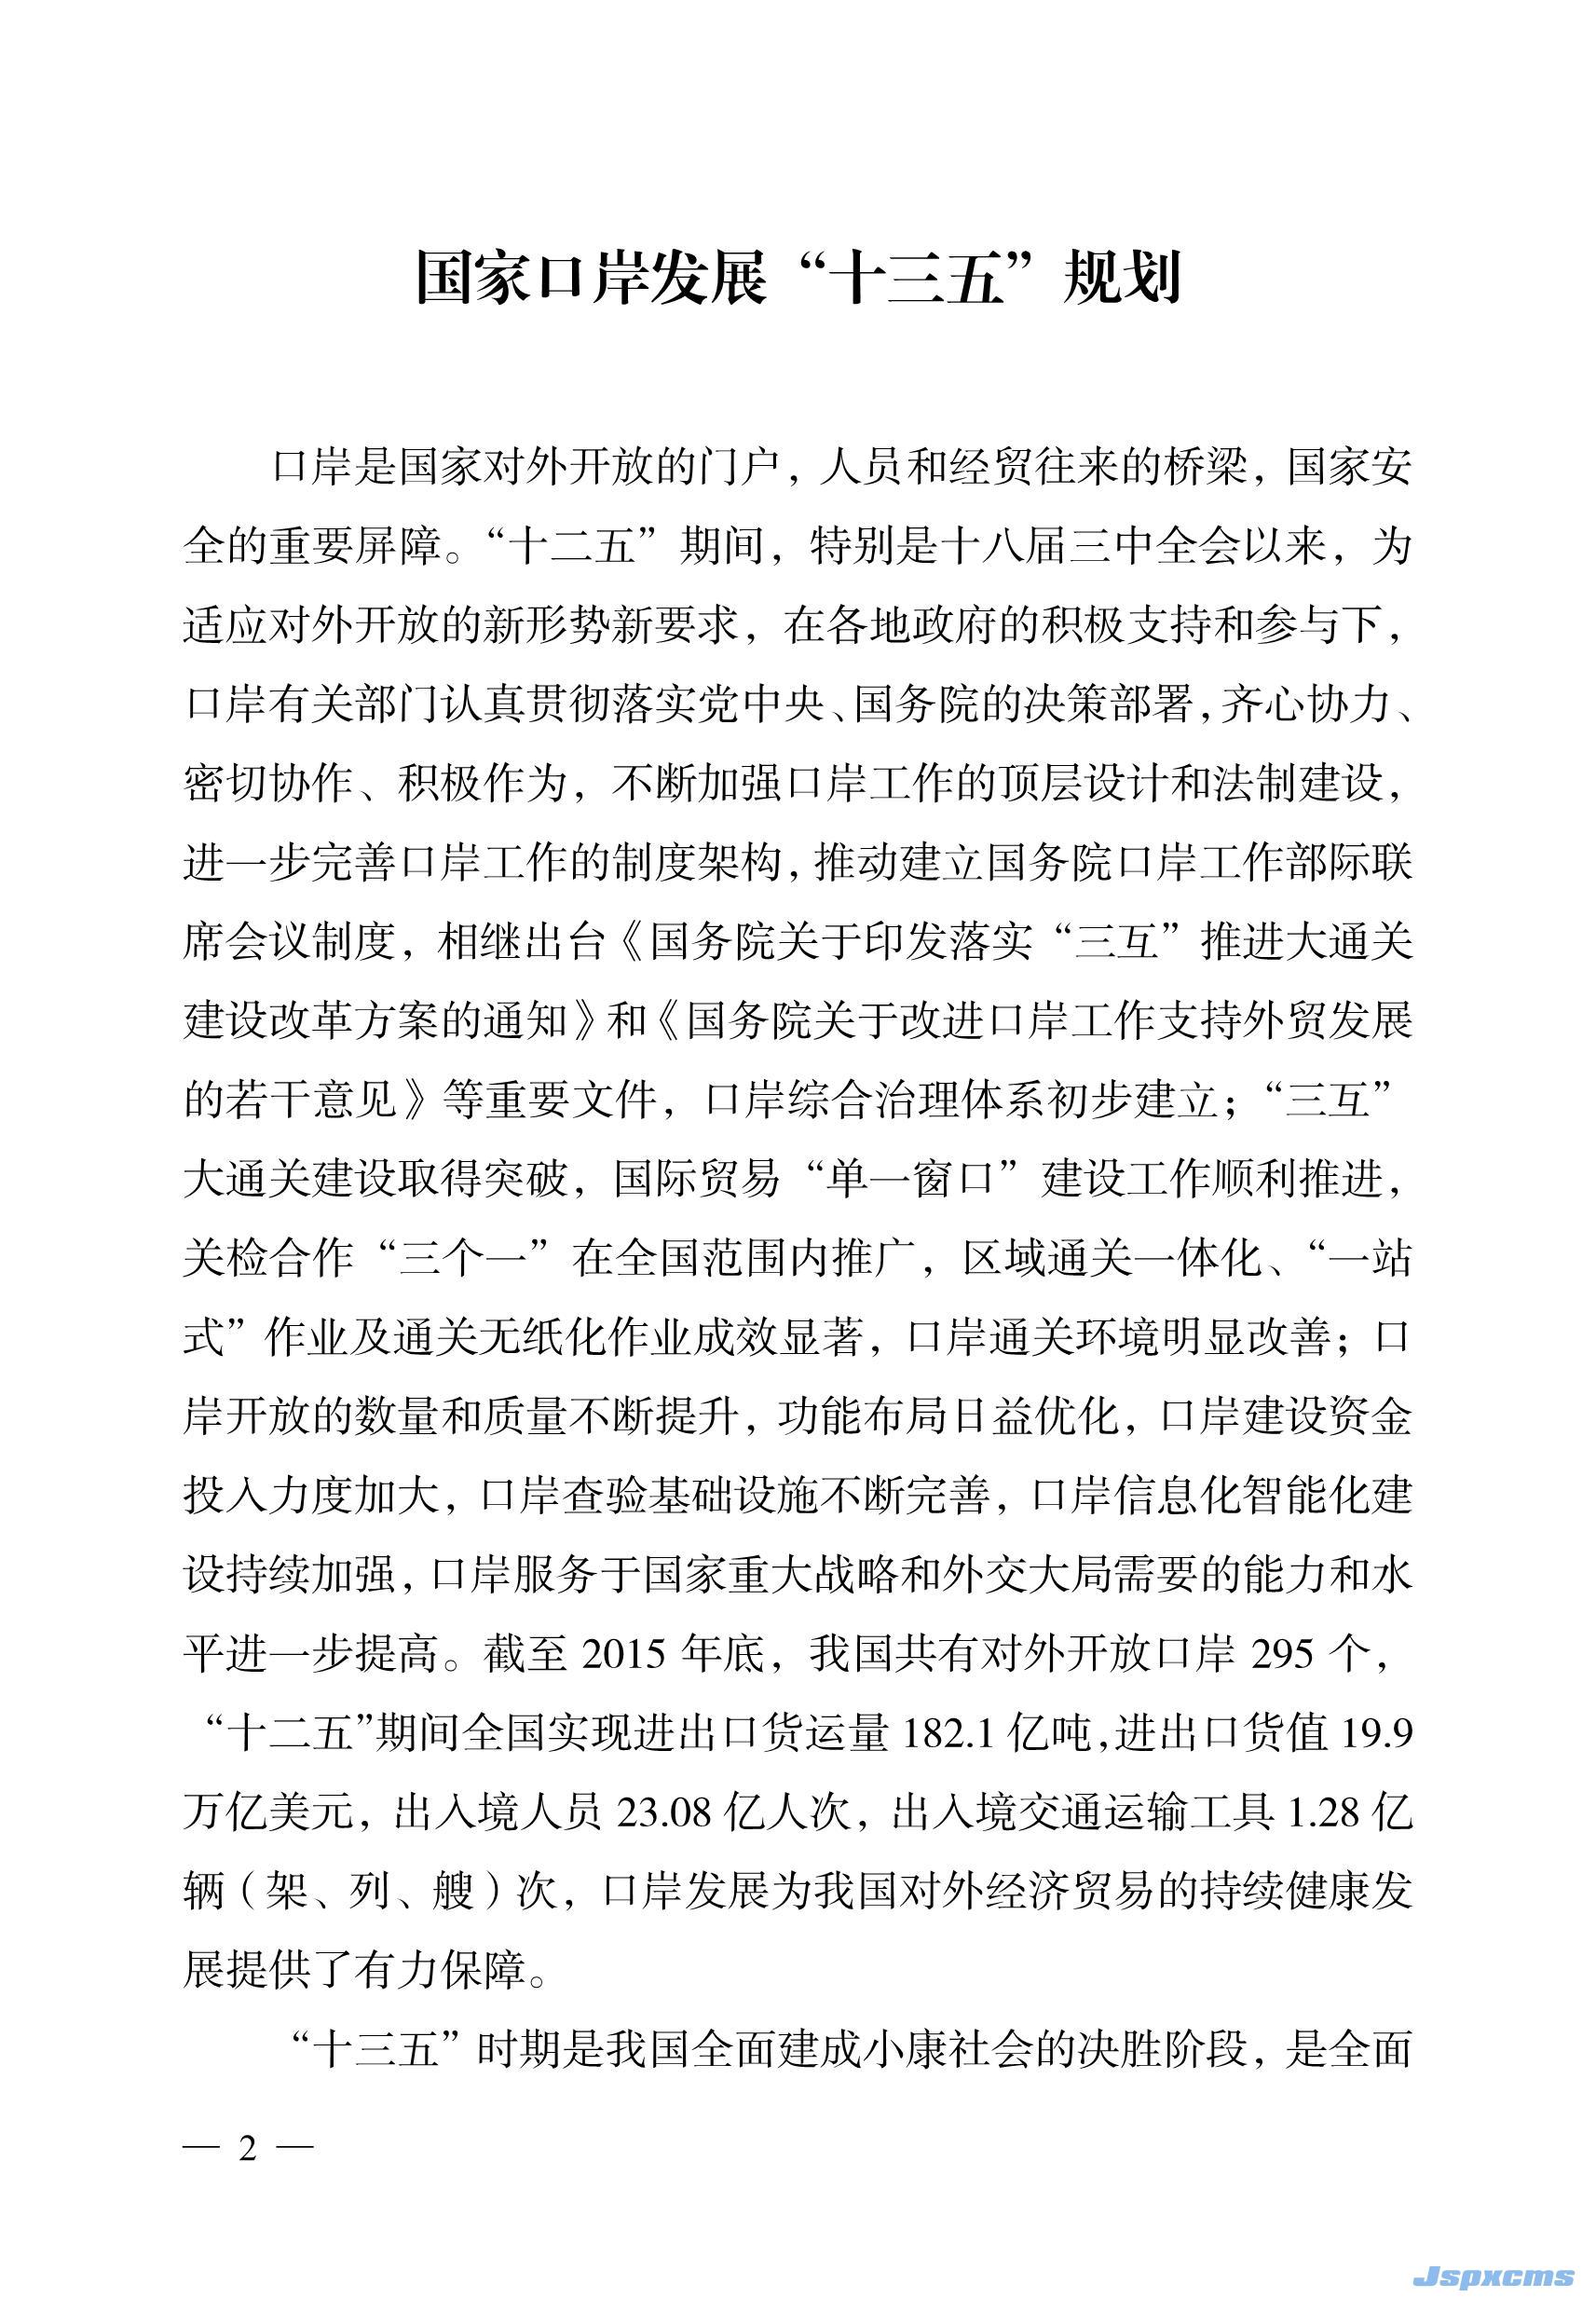 国家口岸发展“十三五”规划
口岸是国家对外开放的门户，人员和经贸往来的桥梁，国家安
全的重要屏障。“十二五”期间，特别是十八届三中全会以来，为
适应对外开放的新形势新要求，在各地政府的积极支持和参与下，
口岸有关部门认真贯彻落实党中央、国务院的决策部署，齐心协力、
密切协作、积极作为，不断加强口岸工作的顶层设计和法制建设，
进一步完善口岸工作的制度架构，推动建立国务院口岸工作部际联
席会议制度，相继出台《国务院关于印发落实“三互”推进大通关
建设改革方案的通知》和《国务院关于改进口岸工作支持外贸发展
的若干意见》等重要文件，口岸综合治理体系初步建立；“三互”
大通关建设取得突破，国际贸易“单一窗口”建设工作顺利推进，
关检合作“三个一”在全国范围内推广，区域通关一体化、“一站
式”作业及通关无纸化作业成效显著，口岸通关环境明显改善；口
岸开放的数量和质量不断提升，功能布局日益优化，口岸建设资金
投入力度加大，口岸查验基础设施不断完善，口岸信息化智能化建
设持续加强，口岸服务于国家重大战略和外交大局需要的能力和水
平进一步提高。截至 2015 年底，我国共有对外开放口岸 295 个，
“十二五”期间全国实现进出口货运量 182.1 亿吨，进出口货值 19.9
万亿美元，出入境人员 23.08 亿人次，出入境交通运输工具 1.28 亿
辆（架、列、艘）次，口岸发展为我国对外经济贸易的持续健康发
展提供了有力保障。
“十三五”时期是我国全面建成小康社会的决胜阶段，是全面
— 2 —
Jspxcms